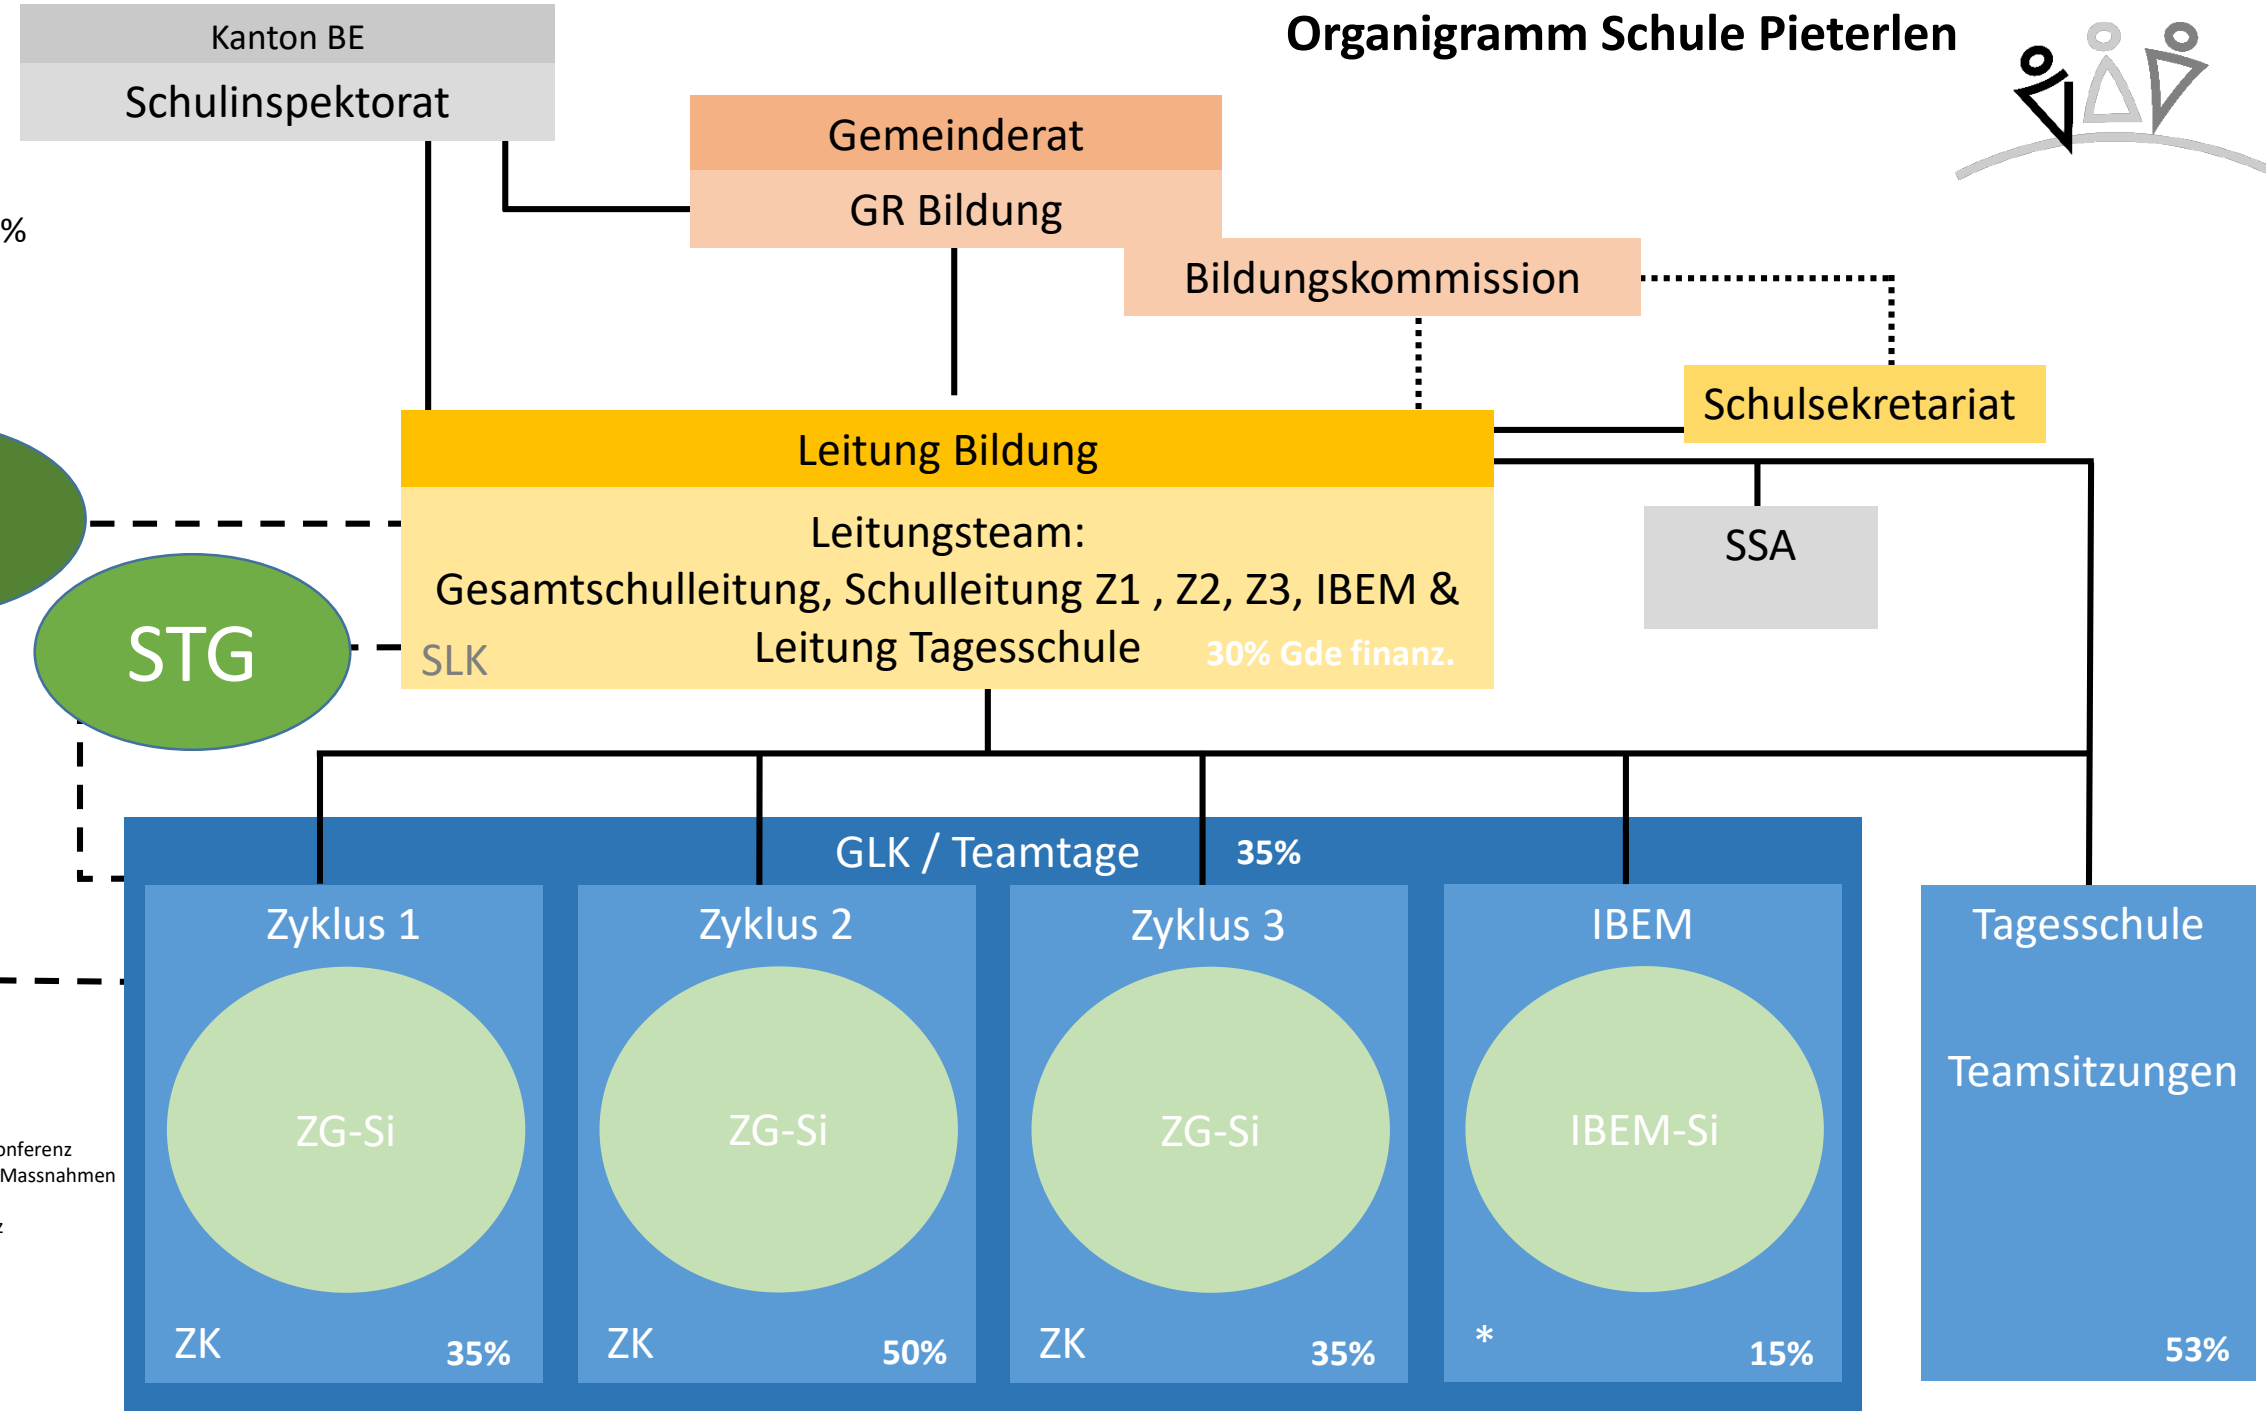 Organigramm Schule Pieterlen
Kanton BE
Schulinspektorat
Gemeinderat
GR Bildung
%
Bildungskommission
Schulsekretariat
Leitung Bildung
Leitungsteam:
Gesamtschulleitung, Schulleitung Z1 , Z2, Z3, IBEM &
Leitung Tagesschule
SLK
30% Gde finanz.
SSA
STG
GLK / Teamtage
35%
Zyklus 1
ZG-Si
ZK
35%
Zyklus 2
ZG-Si
ZK
50%
Zyklus 3
ZG-Si
ZK
35%
IBEM
IBEM-Si
*
15%
Tagesschule
Teamsitzungen
53%
onferenz
Massnahmen
z